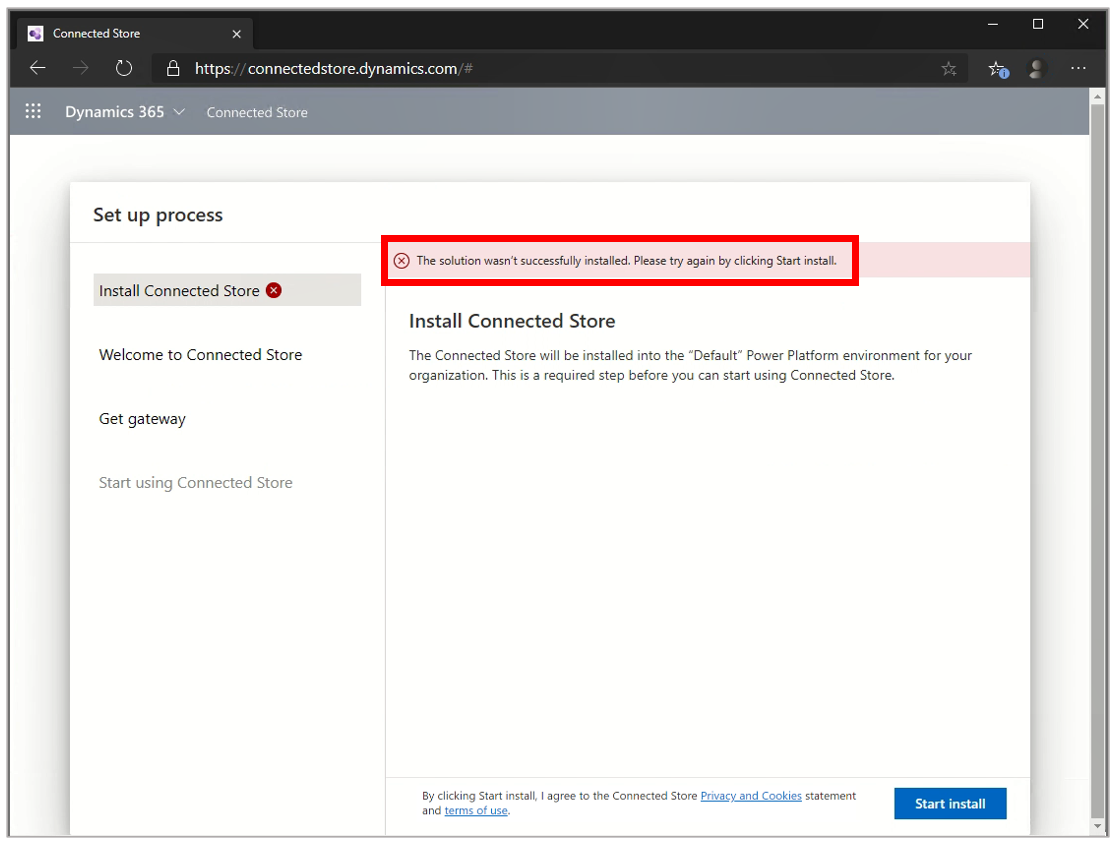 Connected Store
https://connectedstore.dynamics.com/#
Dynamics 365
Connected Store
Set up process
The solution wasn't successfully installed. Please try again by clicking Start install.
Install Connected Store
Welcome to Connected Store
Get gateway
Start using Connected Store
Install Connected Store
The Connected Store will be installed into the “Default” Power Platform environment for your
organization. This is a required step before you can start using Connected Store.
By clicking Start install, I agree to the Connected Store Privacy and Cookies statement
and terms of use.
Start install